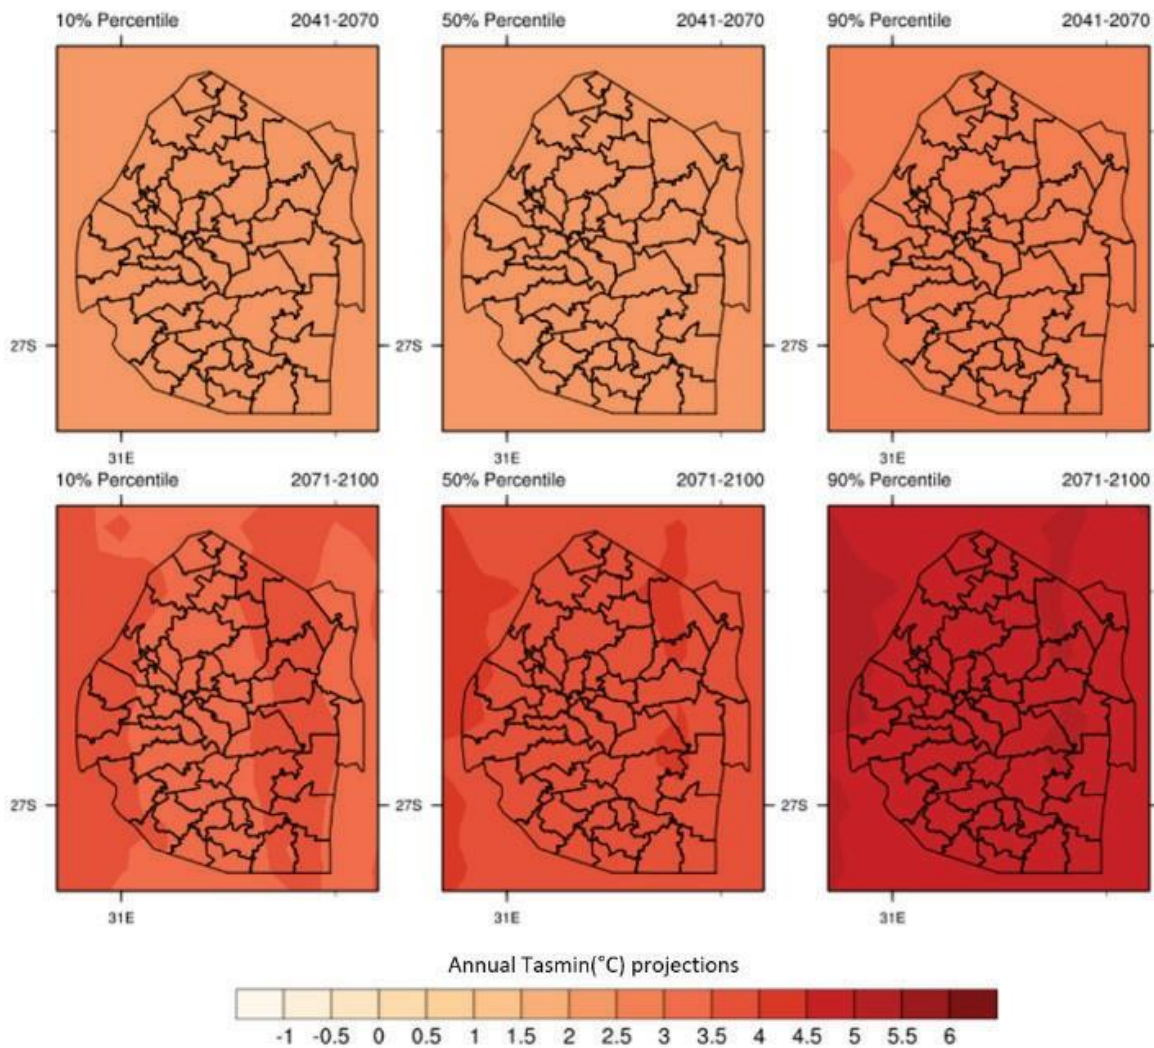 10% Percentile 2041-2070 50% Percentile 2041-2070 90% Percentile 2041-2070
27S 27S 27S
31E 31E 31E
10% Percentile 2071-2100 50% Percentile 2071-2100 90% Percentile 2071-2100
27S 27S 27S
31E 31E 31E
Annual Tasmin(°C) projections
-1 -0.5 0 0.5 1 1.5 2 2.5 3 3.5 4 4.5 5 5.5 6